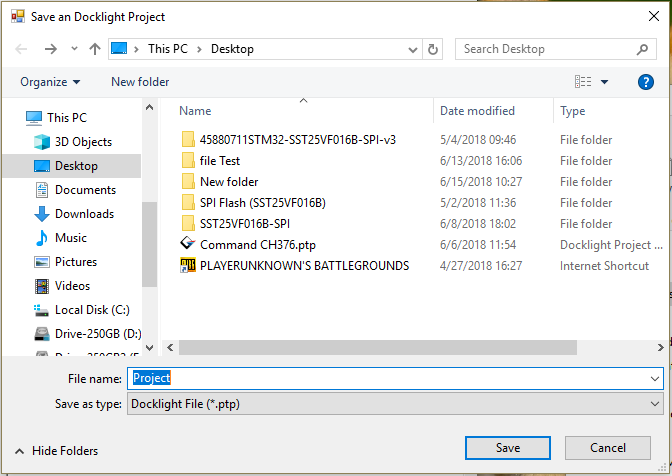 Save an Docklight Project
This PC > Desktop
Search Desktop
Organize
New folder
?
This PC
3D Objects
Desktop
Documents
Downloads
Music
Pictures
Videos
Local Disk (C:)
Drive-250GB (D:)
Name Date modified Type
45880711STM32-SST25VF016B-SPI-v3 5/4/2018 09:46 File folder
file Test 6/13/2018 16:06 File folder
New folder 6/15/2018 10:27 File folder
SPI Flash (SST25VF016B) 5/2/2018 11:36 File folder
SST25VF016B-SPI 6/8/2018 18:02 File folder
Command CH376.ptp 6/6/2018 11:54 Docklight Project ...
PLAYERUNKNOWN'S BATTLEGROUNDS 4/27/2018 16:27 Internet Shortcut
File name: Project
Save as type: Docklight File (*.ptp)
Hide Folders
Save
Cancel